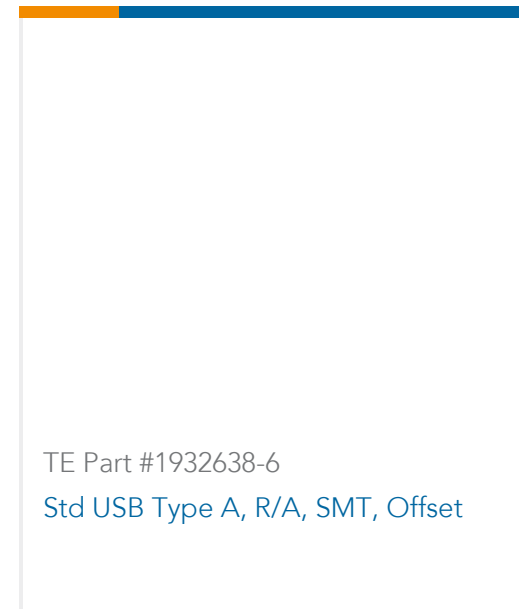 TE Part #1932638-6
Std USB Type A, R/A, SMT, Offset